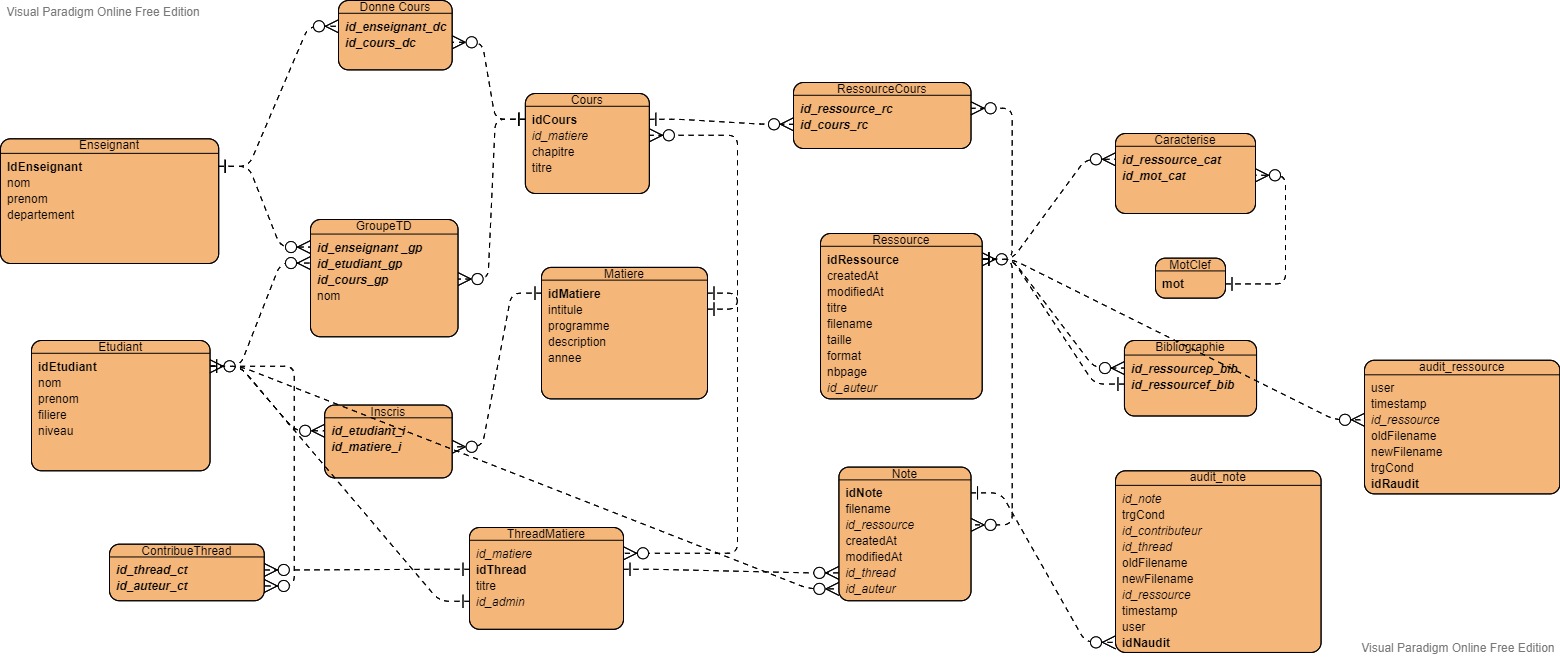 Visual Paradigm Online Free Edition
Donne Cours
id_enseignant_dc
id_cours_dc
Enseignant
IdEnseignant
nom
prenom
departement
Cours
idCours
id_matiere
chapitre
titre
RessourceCours
id_ressource_rc
id_cours_rc
Caracterise
id_ressource_cat
id_mot_cat
GroupeTD
id_enseignant _gp
id_etudiant_gp
id_cours_gp
nom
Matiere
idMatiere
intitule
programme
description
annee
Ressource
idRessource
createdAt
modifiedAt
titre
filename
taille
format
nbpage
id_auteur
MotClef
mot
Etudiant
idEtudiant
nom
prenom
filiere
niveau
Inscris
id_etudiant_i
id_matiere_i
Bibliographie
id_ressourcep_bib
id_ressourcef_bib
audit_ressource
user
timestamp
id_ressource
oldFilename
newFilename
trgCond
idRaudit
ContribueThread
id_thread_ct
id_auteur_ct
ThreadMatiere
id_matiere
idThread
titre
id_admin
Note
idNote
filename
id_ressource
createdAt
modifiedAt
id_thread
id_auteur
audit_note
id_note
trgCond
id_contributeur
id_thread
oldFilename
newFilename
id_ressource
timestamp
user
idNaudit
Visual Paradigm Online Free Edition